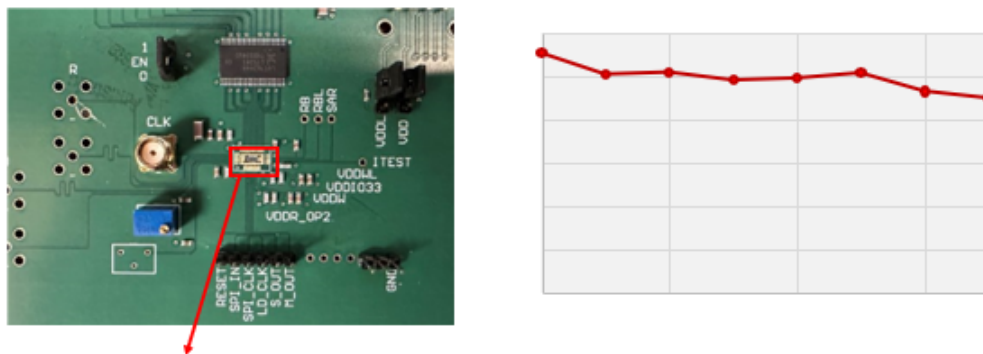 1
EN
0
R
CLK
RB
RBL
SAR
VDDL
VDD
ITEST
VDDWL
VDDIO33
VDDW
VDDR_OP2
RESET
SPI_IN
SPI_CLK
LD_CLK
S_OUT
M_OUT
GND